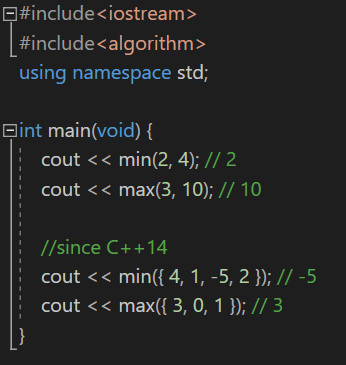 #include<iostream>
#include<algorithm>
using namespace std;
int main(void) {
cout << min(2, 4); // 2
cout << max(3, 10); // 10
//since C++14
cout << min({ 4, 1, -5, 2 }); // -5
cout << max({ 3, 0, 1 }); // 3
}